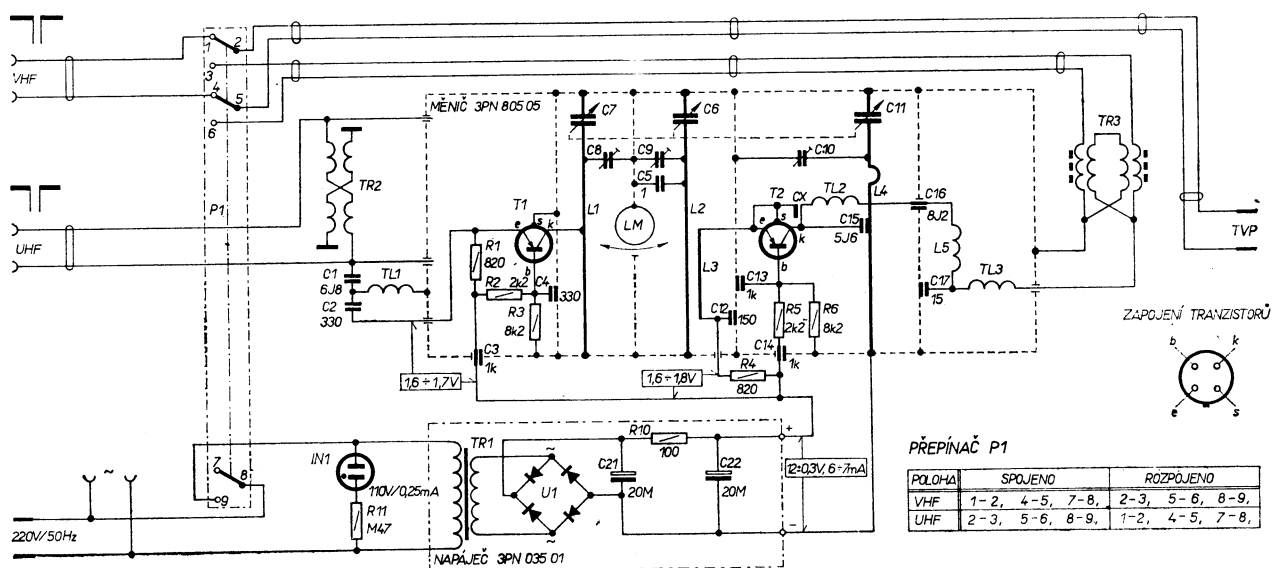 VHF
1
2
3
4
5
6
MĚNIČ 3PN 805 05
C7
C6
C11
C8
C9
C5
1
C10
TR3
TR2
P1
UHF
T1
e
s
k
b
L1
LM
L2
T2
CX
e
s
k
b
TL2
C15
5J6
L4
C16
8J2
TVP
R1
820
R2
2k2
C4
330
R3
8k2
C3
1k
L3
C13
1k
C12
150
R5
2k2
R6
8k2
C14
1k
R4
820
L5
C17
15
TL3
C1
6J8
TL1
C2
330
1,6 ÷ 1,7V
1,6 ÷ 1,8V
ZAPOJENÍ TRANZISTORŮ
b
k
e
s
7
8
9
~
220V/50Hz
IN1
110V/0,25mA
R11
M47
TR1
~
U1
~
C21
20M
R10
100
C22
20M
+
−
12±0,3V, 6÷7mA
NAPÁJEČ 3PN 035 01
PŘEPÍNAČ P1
POLOHA SPOJENO ROZPOJENO
VHF 1-2, 4-5, 7-8, 2-3, 5-6, 8-9,
UHF 2-3, 5-6, 8-9, 1-2, 4-5, 7-8,